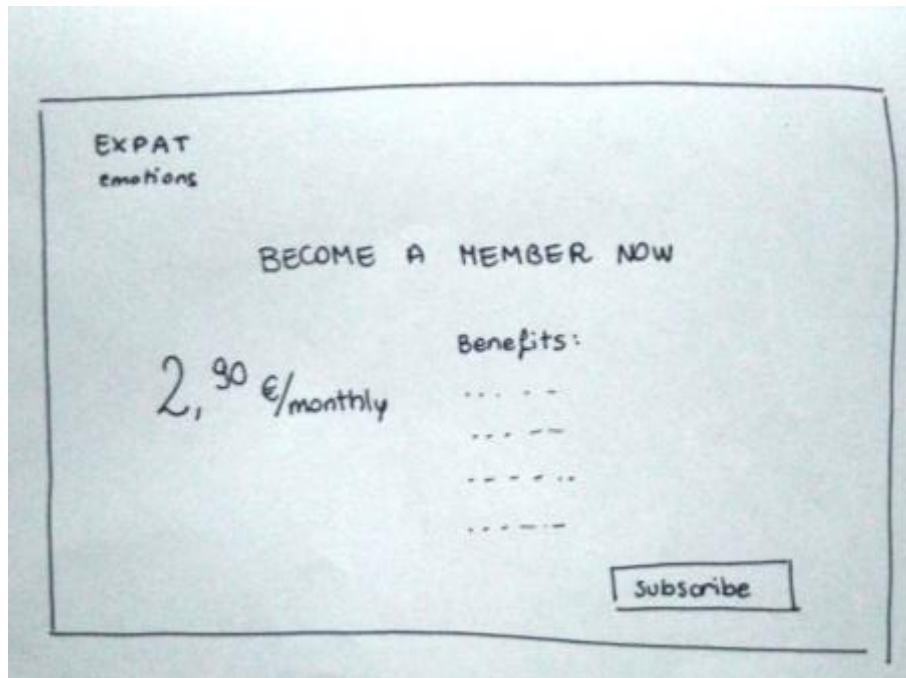 EXPAT
emotions
BECOME A MEMBER NOW
2,90 €/monthly
Benefits:
Subscribe